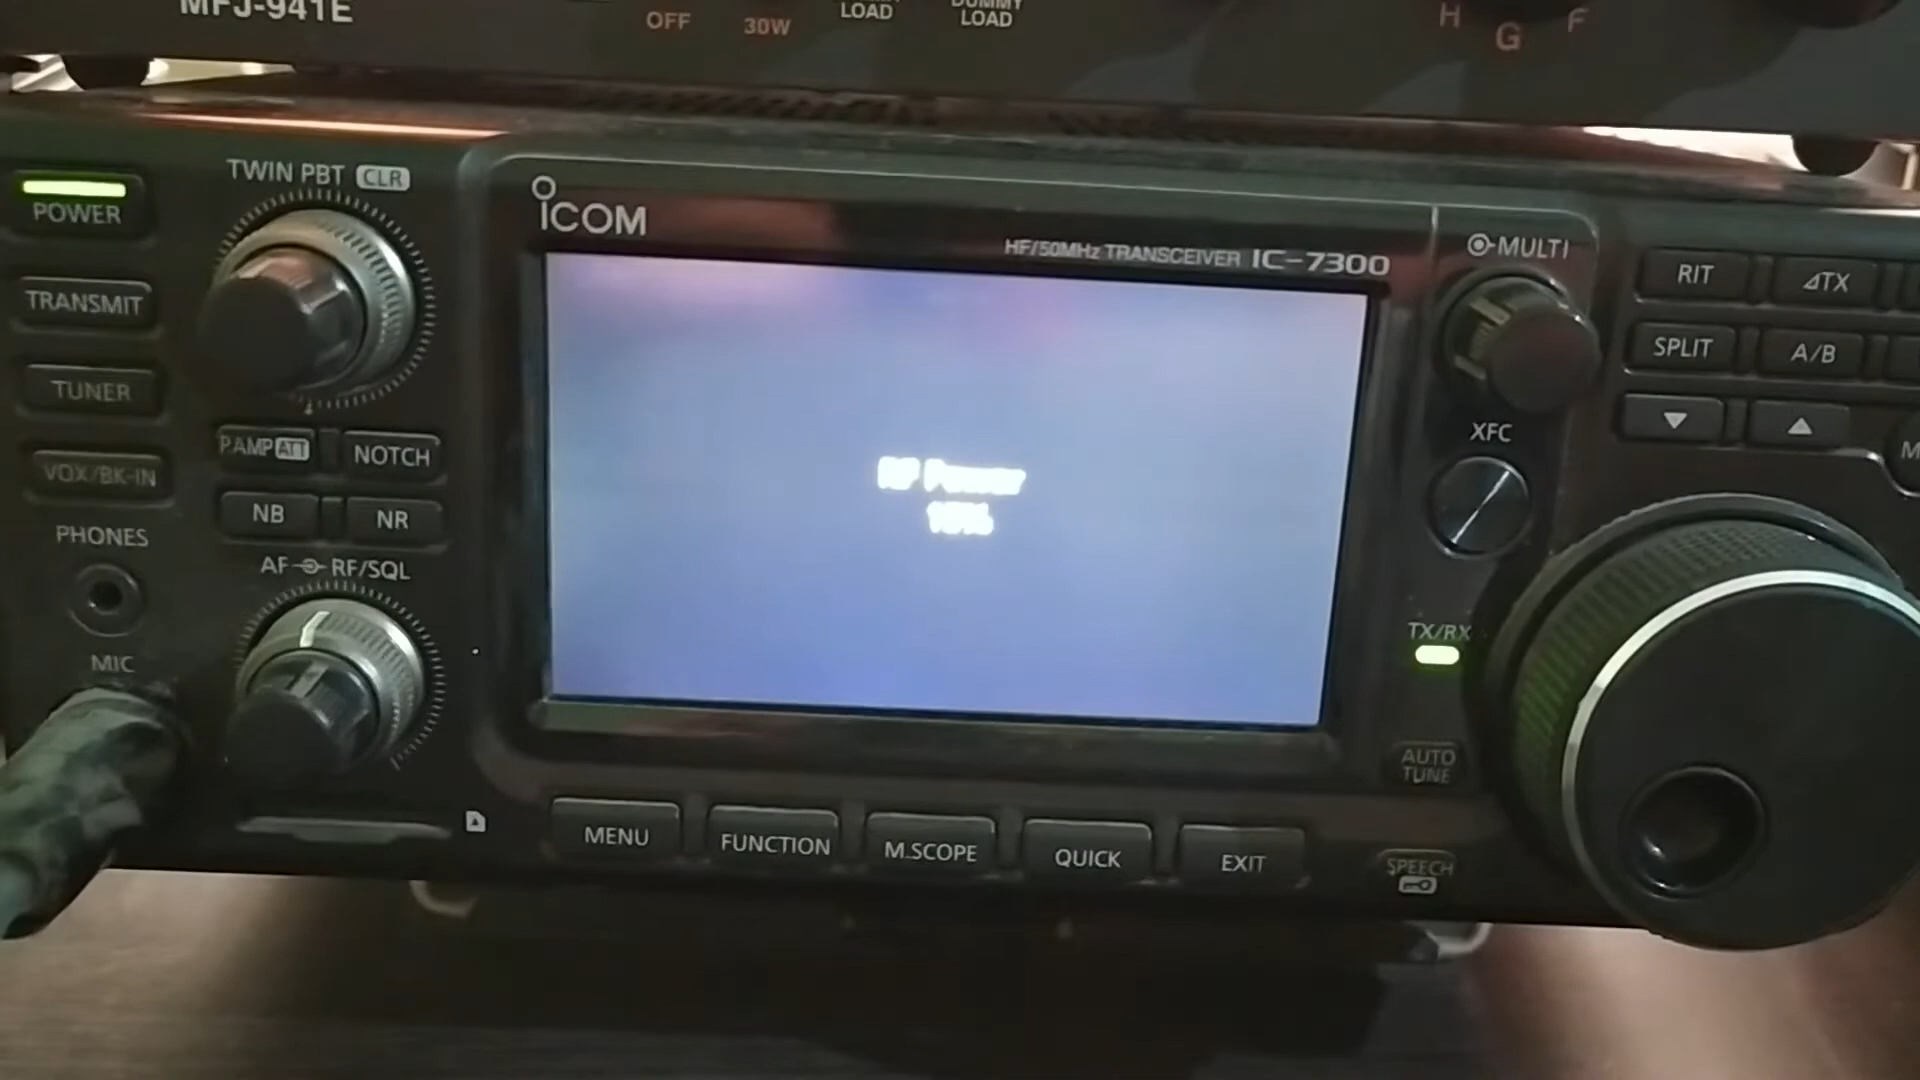 MFJ-941E
OFF
30W
LOAD
DUMMY
LOAD
H
G
F
POWER
TWIN PBT CLR
ICOM
HF/50MHz TRANSCEIVER IC-7300
MULTI
RIT
⊿TX
TRANSMIT
SPLIT
A/B
▼
▲
TUNER
XFC
P.AMP ATT
NOTCH
VOX/BK-IN
RF Power
NB
NR
PHONES
AF RF/SQL
TX/RX
MIC
AUTO
TUNE
MENU
FUNCTION
M.SCOPE
QUICK
EXIT
SPEECH